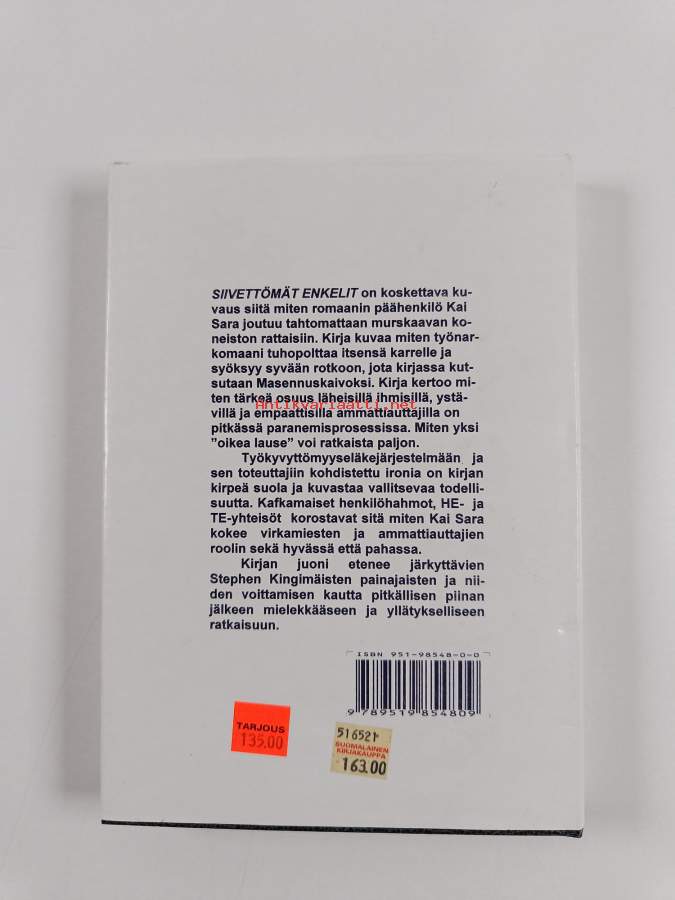 SIIVETTÖMÄT ENKELIT on koskettava ku-
vaus siitä miten romaanin päähenkilö Kai
Sara joutuu tahtomattaan murskaavan ko-
neiston rattaisiin. Kirja kuvaa miten työnar-
komaani tuhopolttaa itsensä karrelle ja
syöksyy syvään rotkoon, jota kirjassa kut-
sutaan Masennuskaivoksi. Kirja kertoo mi-
ten tärkeä osuus läheisillä ihmisillä, ystä-
Antikvariaatti.net
villä ja empaattisilla ammattiauttajilla on
pitkässä paranemisprosessissa. Miten yksi
"oikea lause" voi ratkaista paljon.
Työkyvyttömyyseläkejärjestelmään ja
sen toteuttajiin kohdistettu ironia on kirjan
kirpeä suola ja kuvastaa vallitsevaa todelli-
suutta. Kafkamaiset henkilöhahmot, HE- ja
TE-yhteisöt korostavat sitä miten Kai Sara
kokee virkamiesten ja ammattiauttajien
roolin sekä hyvässä että pahassa.
Kirjan juoni etenee järkyttävien
Stephen Kingimäisten painajaisten ja nii-
den voittamisen kautta pitkällisen piinan
jälkeen mielekkääseen ja yllätykselliseen
ratkaisuun.
ISBN 951-98548-0-0
9 789519 854809
TARJOUS
135.00
516521
SUOMALAINEN
KIRJAKAUPPA
163.00